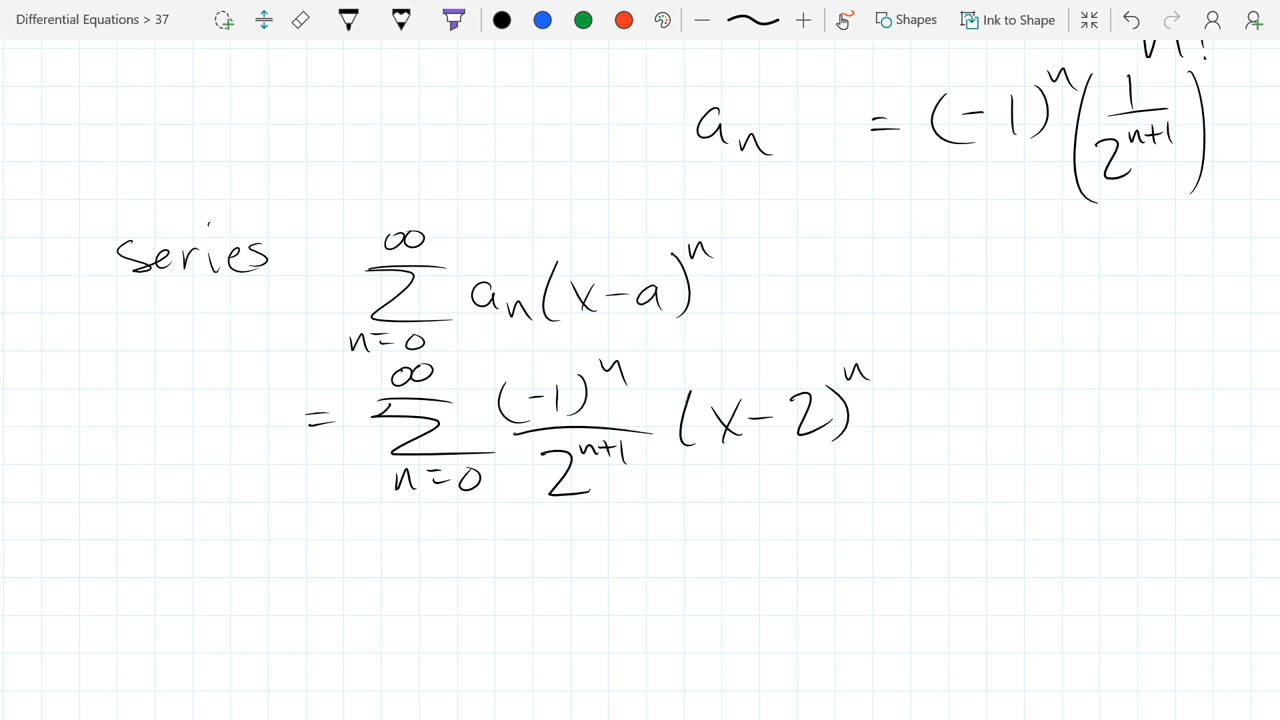 Differential Equations > 37 Shapes Ink to Shape
n!
a_n = (-1)^n (1/2^{n+1})
series ∞∑n=0 a_n(x-a)^n
= ∞∑n=0 (-1)^n/2^{n+1} (x-2)^n